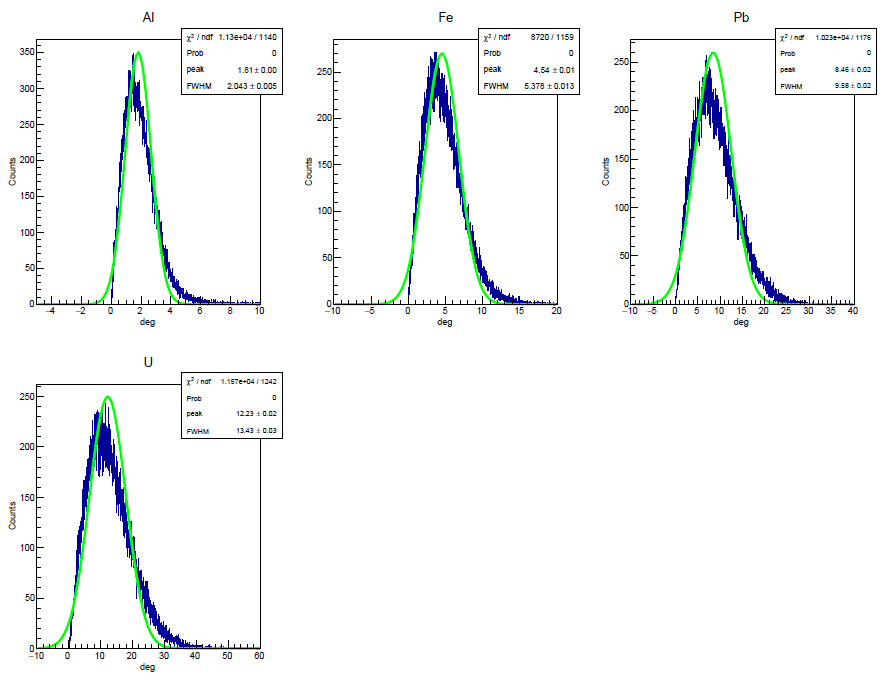 Al
χ² / ndf 1.13e+04 / 1140
Prob 0
peak 1.81 ± 0.00
FWHM 2.043 ± 0.005
Counts
350
300
250
200
150
100
50
0
−4 −2 0 2 4 6 8 10
deg
Fe
χ² / ndf 8720 / 1159
Prob 0
peak 4.54 ± 0.01
FWHM 5.378 ± 0.013
Counts
250
200
150
100
50
0
−10 −5 0 5 10 15 20
deg
Pb
χ² / ndf 1.023e+04 / 1176
Prob 0
peak 8.46 ± 0.02
FWHM 9.58 ± 0.02
Counts
250
200
150
100
50
0
−10 −5 0 5 10 15 20 25 30 35 40
deg
U
χ² / ndf 1.157e+04 / 1242
Prob 0
peak 12.23 ± 0.02
FWHM 13.43 ± 0.03
Counts
250
200
150
100
50
0
−10 0 10 20 30 40 50 60
deg